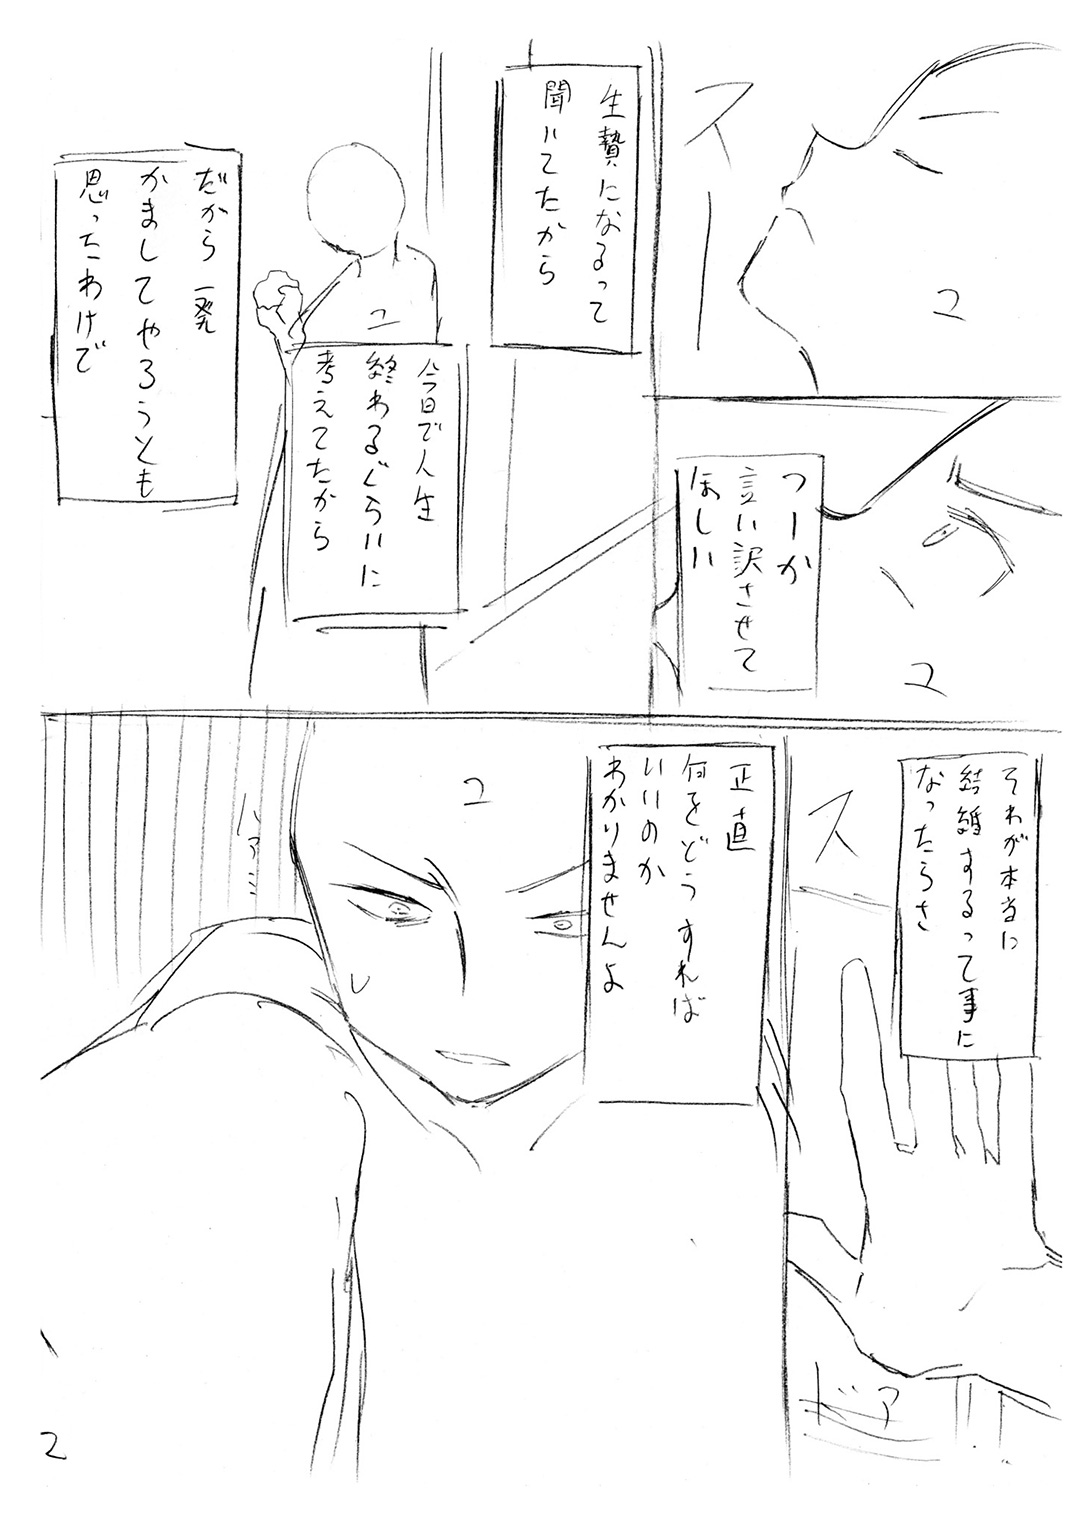 ス
ユ
つーか
言い訳させて
ほしい
ユ
生贄になるって
聞いてたから
ユ
今日で人生
終わるぐらいに
考えてたから
だから一発
かましてやろうとも
思ったわけで
それが本当に
結婚するって事に
なったらさ
ス
ドア
正直
何をどうすれば
いいのか
わかりませんよ
ユ
2